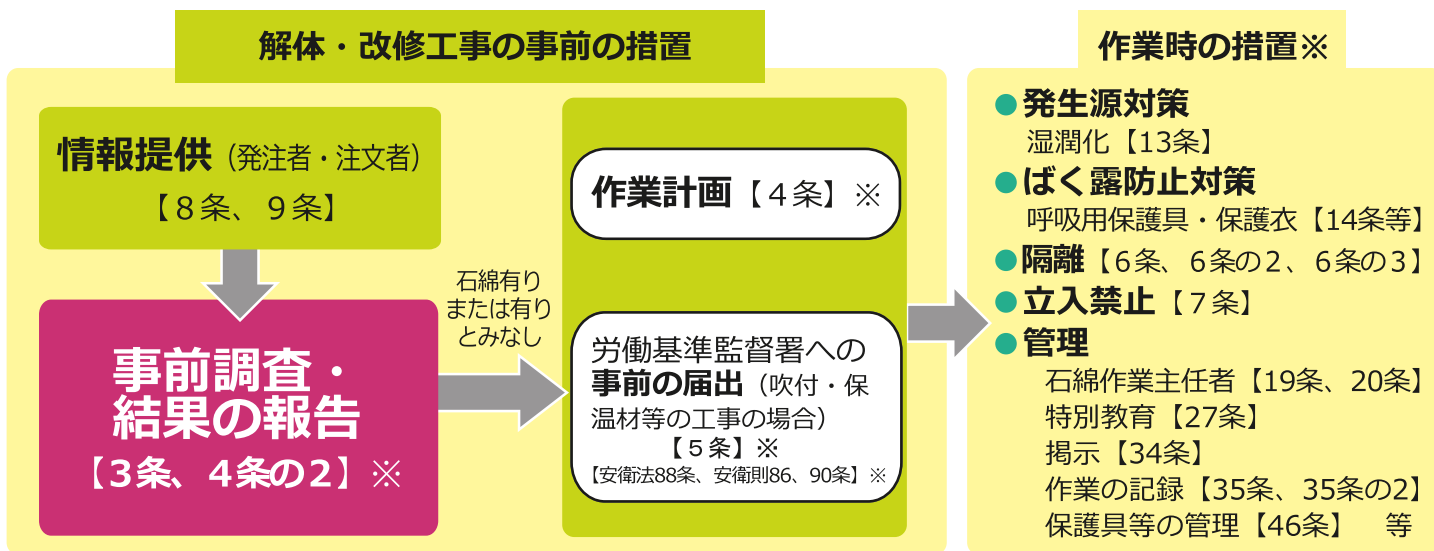 解体・改修工事の事前の措置
情報提供（発注者・注文者）
【８条、９条】
事前調査・
結果の報告
【３条、４条の２】※
石綿有り
または有り
とみなし
作業計画【４条】※
労働基準監督署への
事前の届出（吹付・保
温材等の工事の場合）
【５条】※
【安衛法88条、安衛則86、90条】※
作業時の措置※
●発生源対策
湿潤化【13条】
●ばく露防止対策
呼吸用保護具・保護衣【14条等】
●隔離【６条、６条の２、６条の３】
●立入禁止【７条】
●管理
石綿作業主任者【19条、20条】
特別教育【27条】
掲示【34条】
作業の記録【35条、35条の2】
保護具等の管理【46条】　等